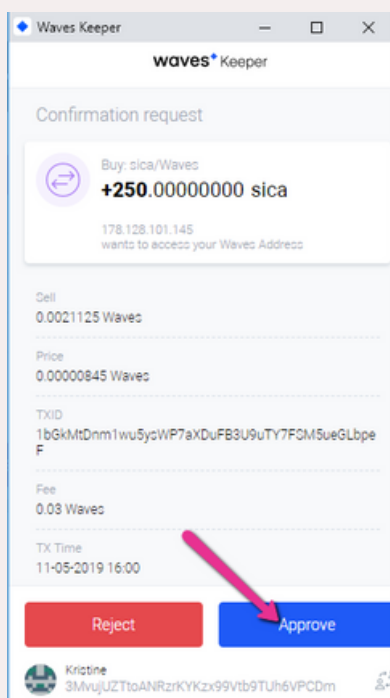 Waves Keeper
waves Keeper
Confirmation request
Buy: sica/Waves
+250.00000000 sica
178.128.101.145
wants to access your Waves Address
Sell
0.0021125 Waves
Price
0.00000845 Waves
TXID
1bGkMtDnm1wu5ysWP7aXDuFB3U9uTY7FSM5ueGLbpe
F
Fee
0.03 Waves
TX Time
11-05-2019 16:00
Reject
Approve
Kristine
3MvujUZTtoANRzrKYKzx99Vtb9TUh6VPCDm